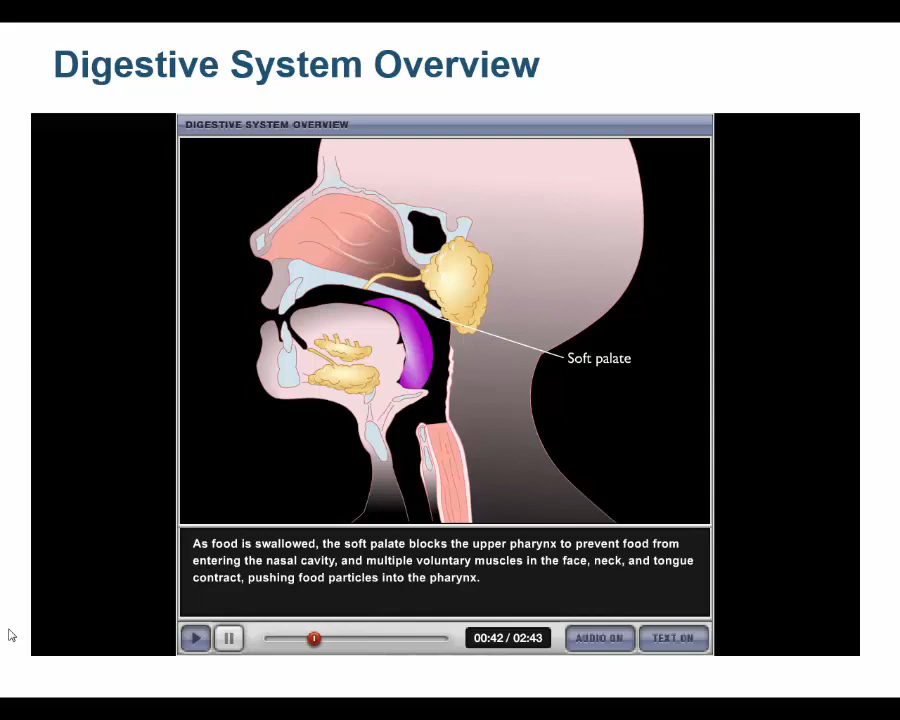 Digestive System Overview
DIGESTIVE SYSTEM OVERVIEW
Soft palate
As food is swallowed, the soft palate blocks the upper pharynx to prevent food from
entering the nasal cavity, and multiple voluntary muscles in the face, neck, and tongue
contract, pushing food particles into the pharynx.
00:42 / 02:43
AUDIO ON
TEXT ON